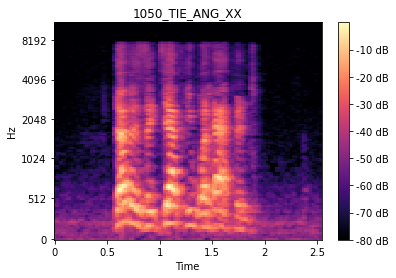 1050_TIE_ANG_XX
8192
4096
2048
1024
512
0
Hz
0
0.5
1
1.5
2
2.5
Time
-10 dB
-20 dB
-30 dB
-40 dB
-50 dB
-60 dB
-70 dB
-80 dB